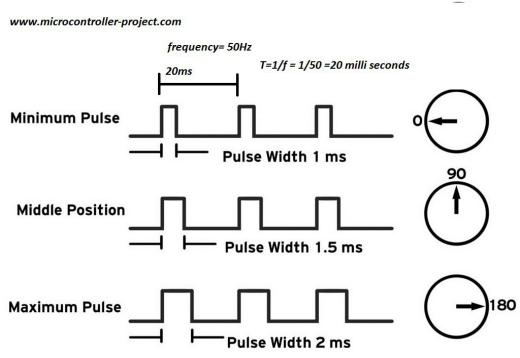 www.microcontroller-project.com
frequency= 50Hz
20ms
T=1/f = 1/50 =20 milli seconds
Minimum Pulse
0
Pulse Width 1 ms
90
Middle Position
Pulse Width 1.5 ms
Maximum Pulse
180
Pulse Width 2 ms